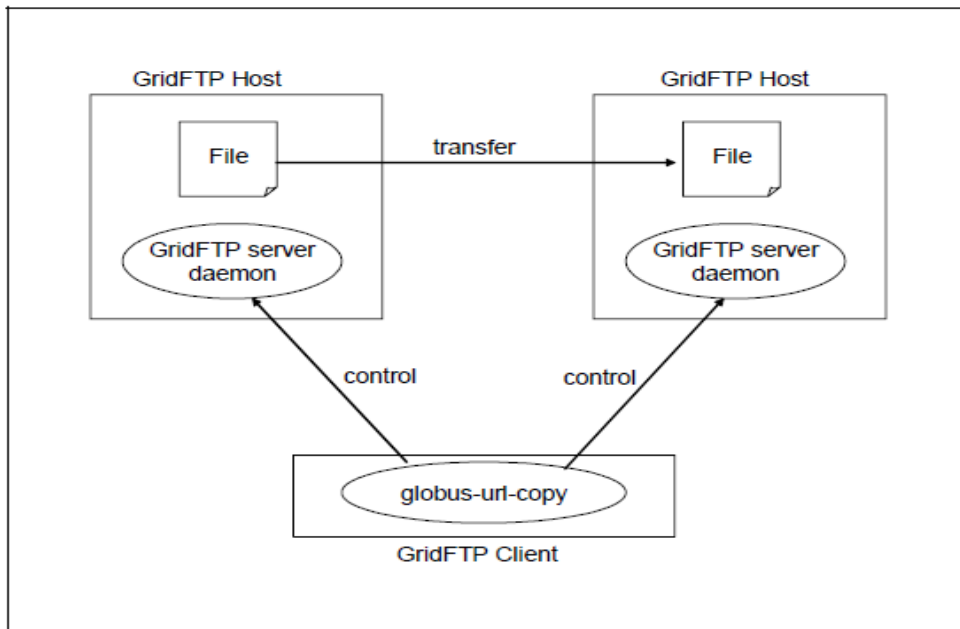 GridFTP Host
GridFTP Host
File
transfer
File
GridFTP server
daemon
GridFTP server
daemon
control
control
globus-url-copy
GridFTP Client